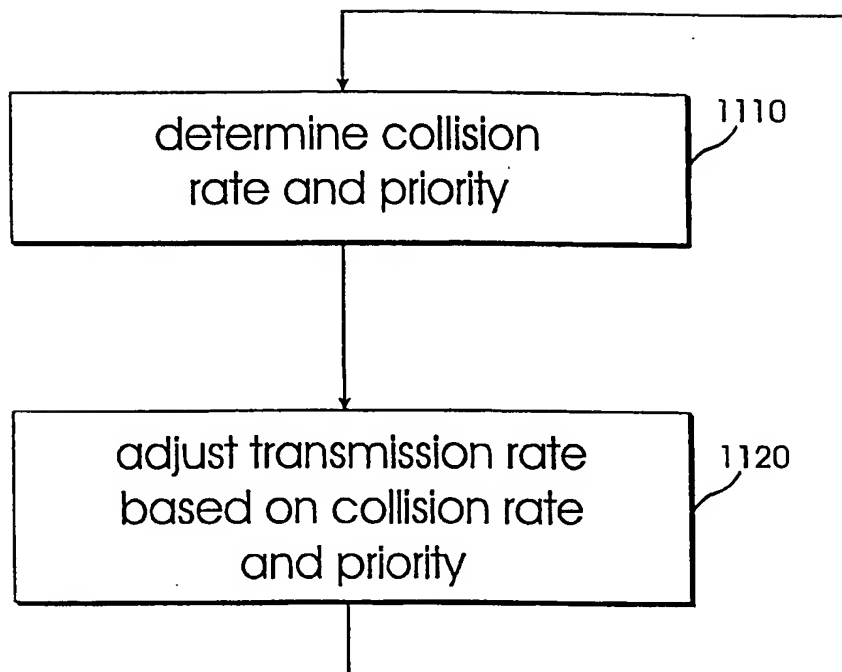 1110
determine collision
rate and priority
1120
adjust transmission rate
based on collision rate
and priority